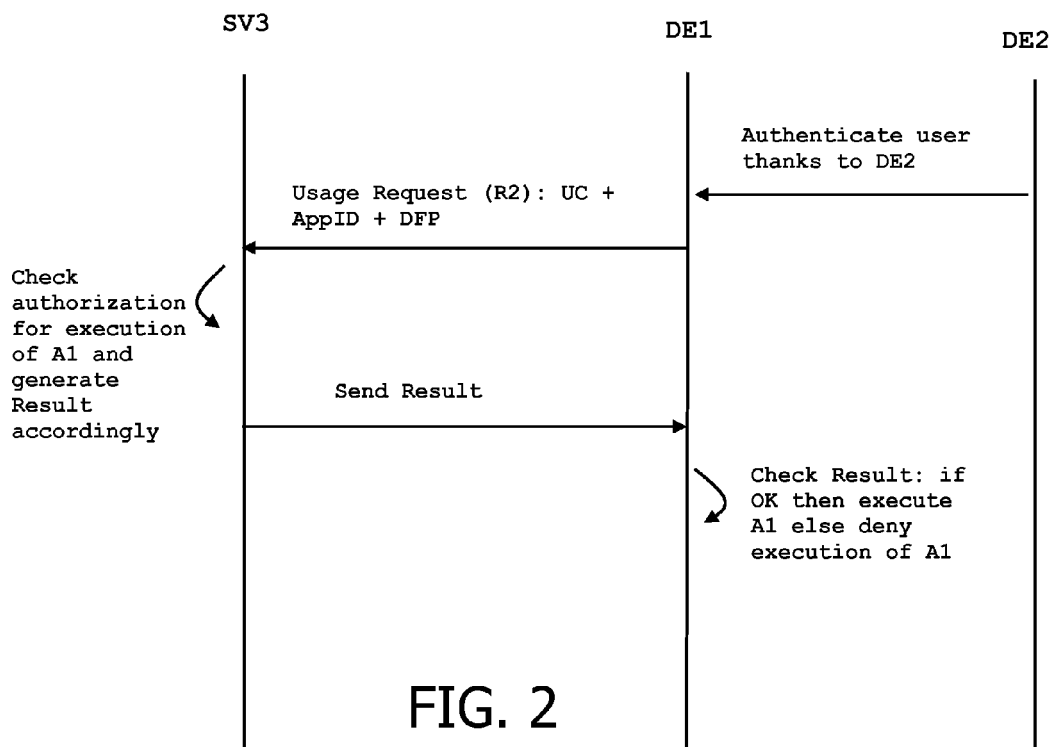 SV3
DE1
DE2
Authenticate user
thanks to DE2
Usage Request (R2): UC +
AppID + DFP
Check
authorization
for execution
of A1 and
generate
Result
accordingly
Send Result
Check Result: if
OK then execute
A1 else deny
execution of A1
FIG. 2